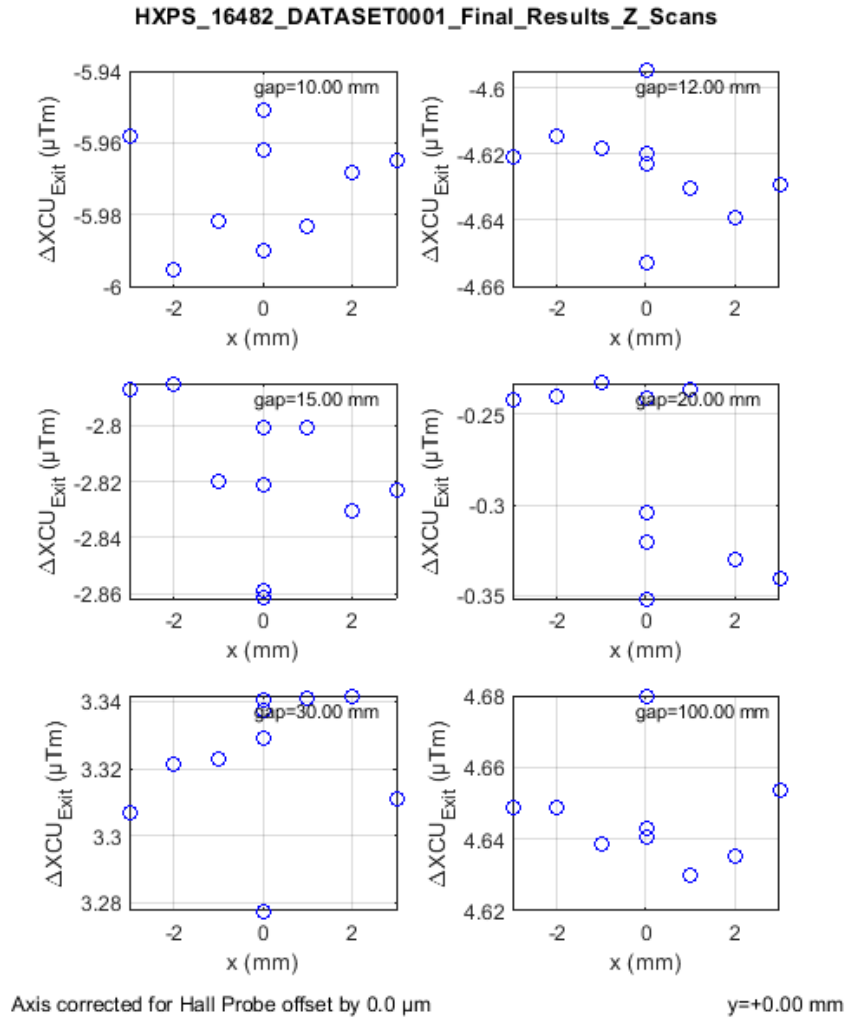 HXPS_16482_DATASET0001_Final_Results_Z_Scans
-5.94
-5.96
-5.98
-6
ΔXCU_Exit (μTm)
gap=10.00 mm
-2
0
2
x (mm)
-4.6
-4.62
-4.64
-4.66
ΔXCU_Exit (μTm)
gap=12.00 mm
-2
0
2
x (mm)
-2.8
-2.82
-2.84
-2.86
ΔXCU_Exit (μTm)
gap=15.00 mm
-2
0
2
x (mm)
-0.25
-0.3
-0.35
ΔXCU_Exit (μTm)
gap=20.00 mm
-2
0
2
x (mm)
3.34
3.32
3.3
3.28
ΔXCU_Exit (μTm)
gap=30.00 mm
-2
0
2
x (mm)
4.68
4.66
4.64
4.62
ΔXCU_Exit (μTm)
gap=100.00 mm
-2
0
2
x (mm)
Axis corrected for Hall Probe offset by 0.0 μm
y=+0.00 mm